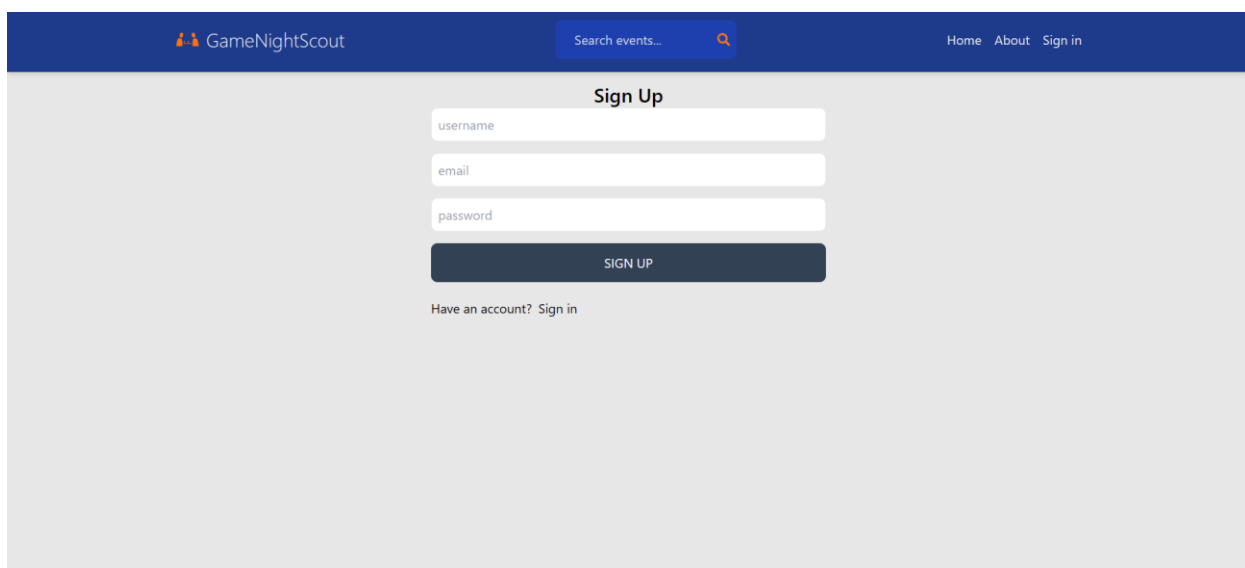 GameNightScout Search events... Home About Sign in
Sign Up
username
email
password
SIGN UP
Have an account? Sign in